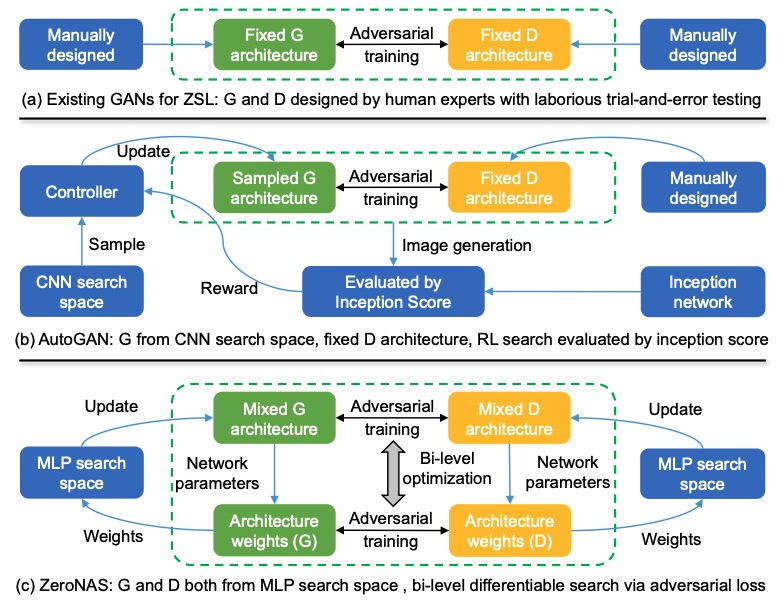 Manually
designed
Fixed G
architecture
Adversarial
training
Fixed D
architecture
Manually
designed
(a) Existing GANs for ZSL: G and D designed by human experts with laborious trial-and-error testing
Update
Controller
Sampled G
architecture
Adversarial
training
Fixed D
architecture
Manually
designed
Sample
Image generation
CNN search
space
Reward
Evaluated by
Inception Score
Inception
network
(b) AutoGAN: G from CNN search space, fixed D architecture, RL search evaluated by inception score
Update
Mixed G
architecture
Adversarial
training
Mixed D
architecture
Update
MLP search
space
Network
parameters
Bi-level
optimization
Network
parameters
MLP search
space
Weights
Architecture
weights (G)
Adversarial
training
Architecture
weights (D)
Weights
(c) ZeroNAS: G and D both from MLP search space , bi-level differentiable search via adversarial loss